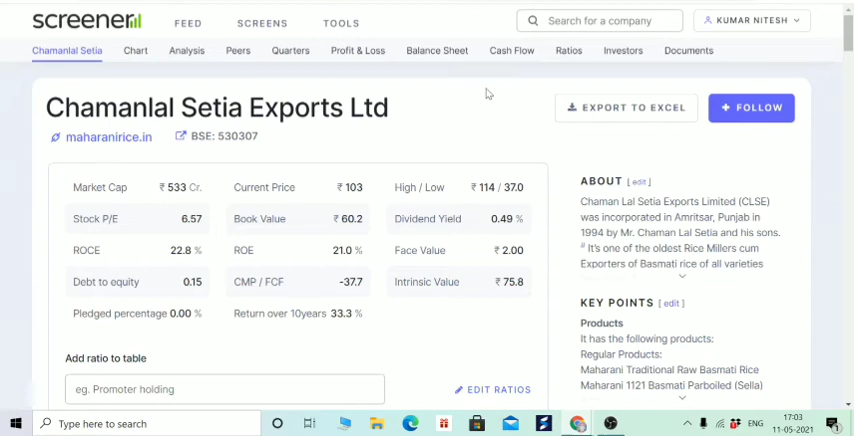 screener
FEED SCREENS TOOLS
Search for a company
KUMAR NITESH
Chamanlal Setia Chart Analysis Peers Quarters Profit & Loss Balance Sheet Cash Flow Ratios Investors Documents
Chamanlal Setia Exports Ltd
EXPORT TO EXCEL
+ FOLLOW
maharanirice.in BSE: 530307
Market Cap ₹ 533 Cr. Current Price ₹ 103 High / Low ₹ 114 / 37.0
Stock P/E 6.57 Book Value ₹ 60.2 Dividend Yield 0.49 %
ROCE 22.8 % ROE 21.0 % Face Value ₹ 2.00
Debt to equity 0.15 CMP / FCF -37.7 Intrinsic Value ₹ 75.8
Pledged percentage 0.00 % Return over 10years 33.3 %
Add ratio to table
eg. Promoter holding
EDIT RATIOS
ABOUT [ edit ]
Chaman Lal Setia Exports Limited (CLSE)
was incorporated in Amritsar, Punjab in
1994 by Mr. Chaman Lal Setia and his sons.
# It's one of the oldest Rice Millers cum
Exporters of Basmati rice of all varieties
KEY POINTS [ edit ]
Products
It has the following products:
Regular Products:
Maharani Traditional Raw Basmati Rice
Maharani 1121 Basmati Parboiled (Sella)
Type here to search
ENG
17:03
11-05-2021